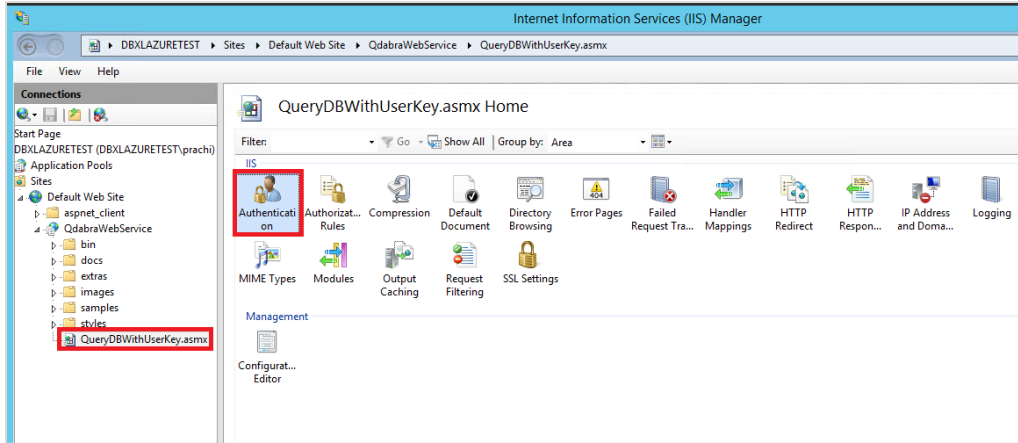 Internet Information Services (IIS) Manager
DBXLAZURETEST Sites Default Web Site QdabraWebService QueryDBWithUserKey.asmx
File View Help
Connections
Start Page
DBXLAZURETEST (DBXLAZURETEST\prachi)
Application Pools
Sites
Default Web Site
aspnet_client
QdabraWebService
bin
docs
extras
images
samples
styles
QueryDBWithUserKey.asmx
QueryDBWithUserKey.asmx Home
Filter: Go Show All Group by: Area
IIS
Authenticati Authorizat... Compression Default Directory Error Pages Failed Handler HTTP HTTP IP Address Logging
on Rules Document Browsing Request Tra... Mappings Redirect Respon... and Doma...
404
MIME Types Modules Output Request SSL Settings
Caching Filtering
Management
Configurat...
Editor